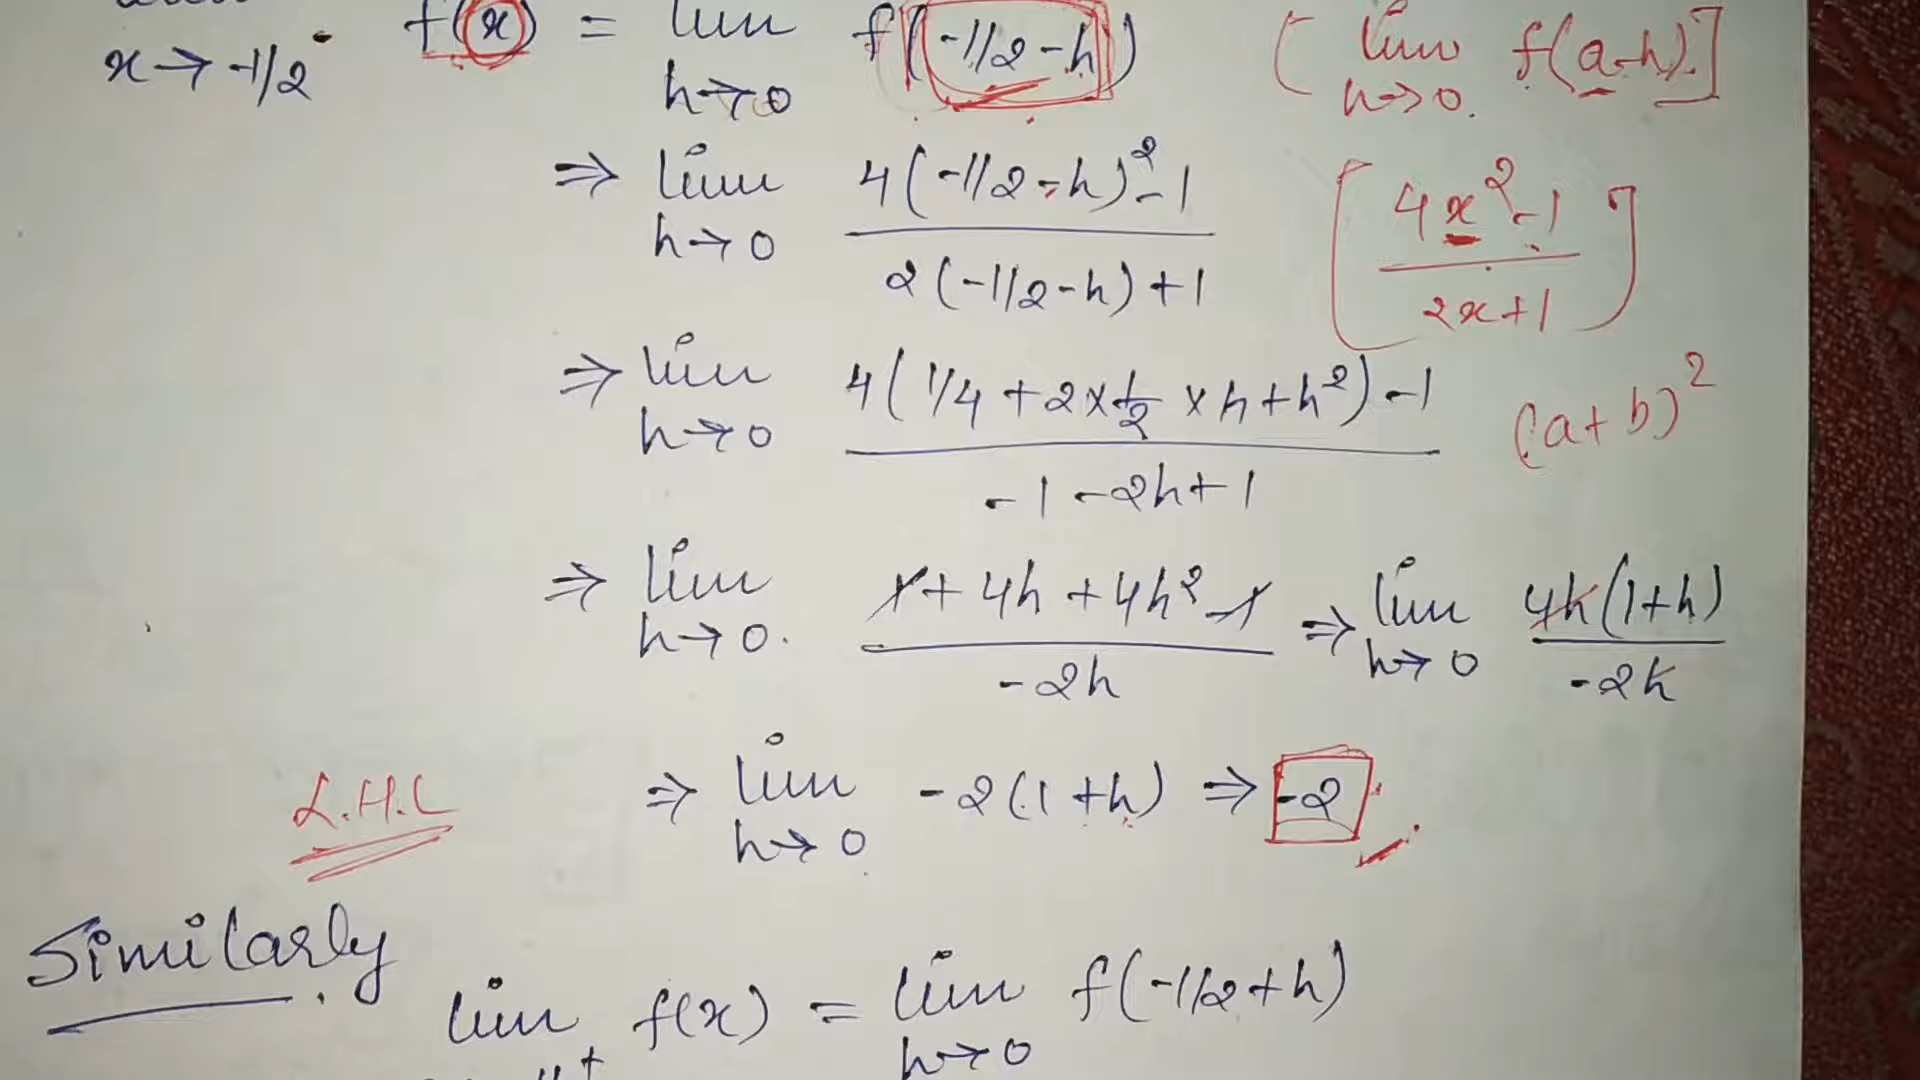 x→-1/2⁻ f(x) = lim h→0 f(-1/2-h) [lim h→0. f(a-h).]
⇒ lim h→0 4(-1/2-h)²-1 / 2(-1/2-h)+1 [4x²-1 / 2x+1]
⇒ lim h→0 4(1/4+2×1/2×h+h²)-1 / -1-2h+1 (a+b)²
⇒ lim h→0. 1+4h+4h²-1 / -2h ⇒ lim h→0 4h(1+h) / -2h
L.H.L ⇒ lim h→0 -2(1+h) ⇒ -2
Similarly
lim f(x) = lim h→0 f(-1/2+h)